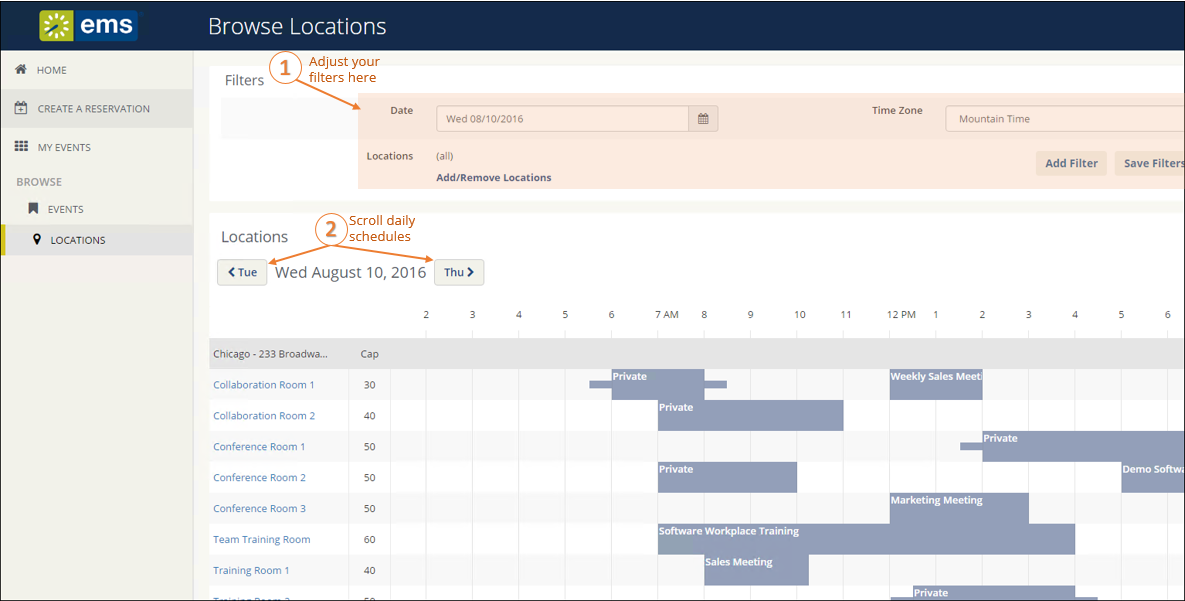 ems
Browse Locations
HOME
CREATE A RESERVATION
MY EVENTS
BROWSE
EVENTS
LOCATIONS
Filters
1
Adjust your
filters here
Date
Wed 08/10/2016
Time Zone
Mountain Time
Locations
(all)
Add/Remove Locations
Add Filter
Save Filters
Locations
2
Scroll daily
schedules
Tue
Wed August 10, 2016
Thu
2 3 4 5 6 7 AM 8 9 10 11 12 PM 1 2 3 4 5 6
Chicago - 233 Broadwa... Cap
Collaboration Room 1 30 Private Weekly Sales Meeti
Collaboration Room 2 40 Private
Conference Room 1 50 Private
Conference Room 2 50 Private Demo Softwa
Conference Room 3 50 Marketing Meeting
Team Training Room 60 Software Workplace Training
Training Room 1 40 Sales Meeting
Training Room 2 50 Private